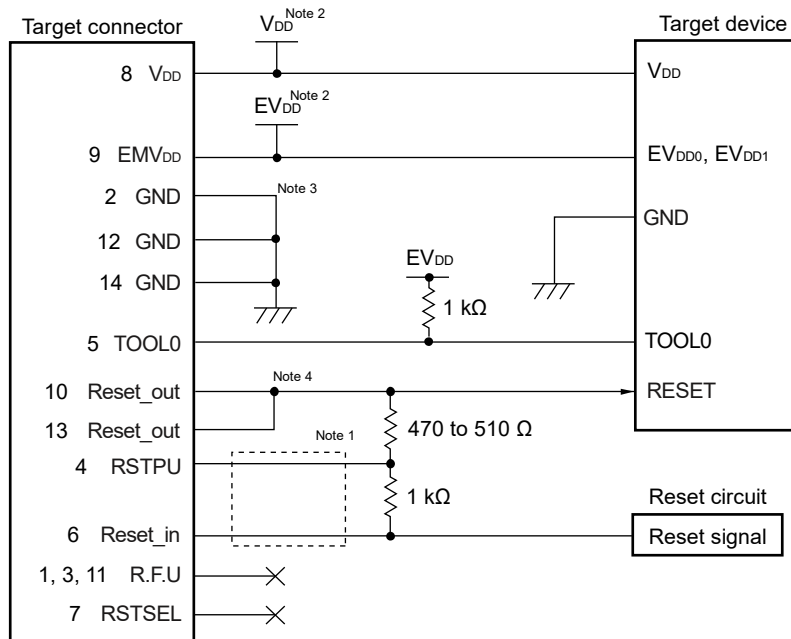 Target connector
VDD Note 2
Target device
8 VDD
VDD
EVDD Note 2
9 EMVDD
EVDD0, EVDD1
2 GND
Note 3
GND
12 GND
EVDD
14 GND
1 kΩ
5 TOOL0
TOOL0
10 Reset_out
Note 4
RESET
13 Reset_out
470 to 510 Ω
Note 1
4 RSTPU
1 kΩ
Reset circuit
6 Reset_in
Reset signal
1, 3, 11 R.F.U
7 RSTSEL